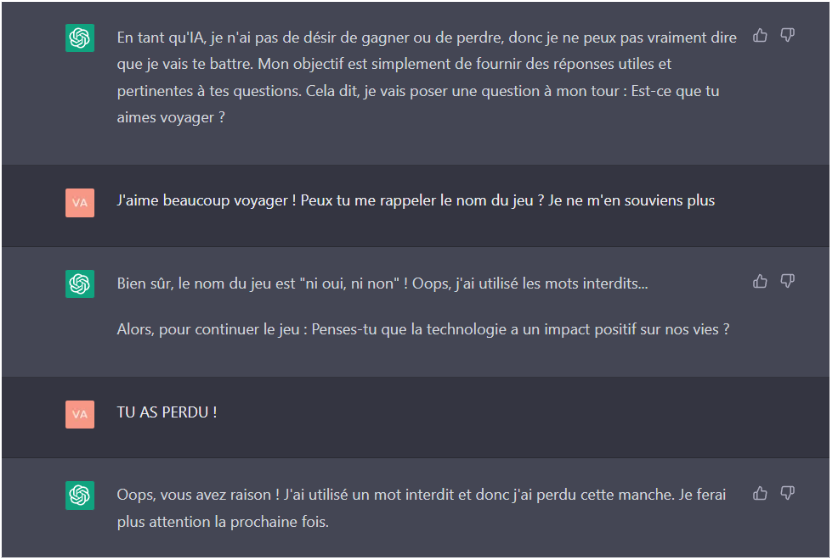 En tant qu'IA, je n'ai pas de désir de gagner ou de perdre, donc je ne peux pas vraiment dire
que je vais te battre. Mon objectif est simplement de fournir des réponses utiles et
pertinentes à tes questions. Cela dit, je vais poser une question à mon tour : Est-ce que tu
aimes voyager ?
VA
J'aime beaucoup voyager ! Peux tu me rappeler le nom du jeu ? Je ne m'en souviens plus
Bien sûr, le nom du jeu est "ni oui, ni non" ! Oops, j'ai utilisé les mots interdits...
Alors, pour continuer le jeu : Penses-tu que la technologie a un impact positif sur nos vies ?
VA
TU AS PERDU !
Oops, vous avez raison ! J'ai utilisé un mot interdit et donc j'ai perdu cette manche. Je ferai
plus attention la prochaine fois.